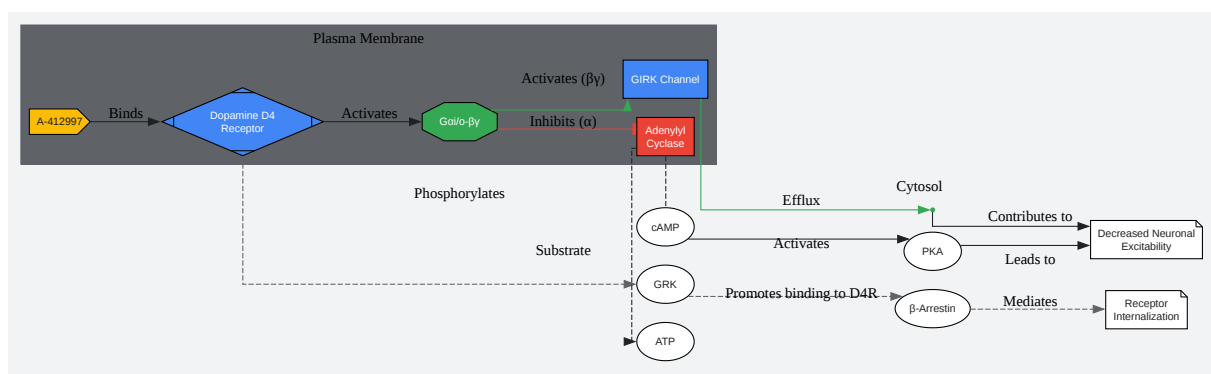 Plasma Membrane
Activates (βγ)
GIRK Channel
A-412997
Binds
Dopamine D4
Receptor
Activates
Gαi/o-βγ
Inhibits (α)
Adenylyl
Cyclase
Phosphorylates
Cytosol
Efflux
Contributes to
cAMP
Activates
PKA
Decreased Neuronal
Excitability
Leads to
Substrate
GRK
Promotes binding to D4R
β-Arrestin
Mediates
Receptor
Internalization
ATP